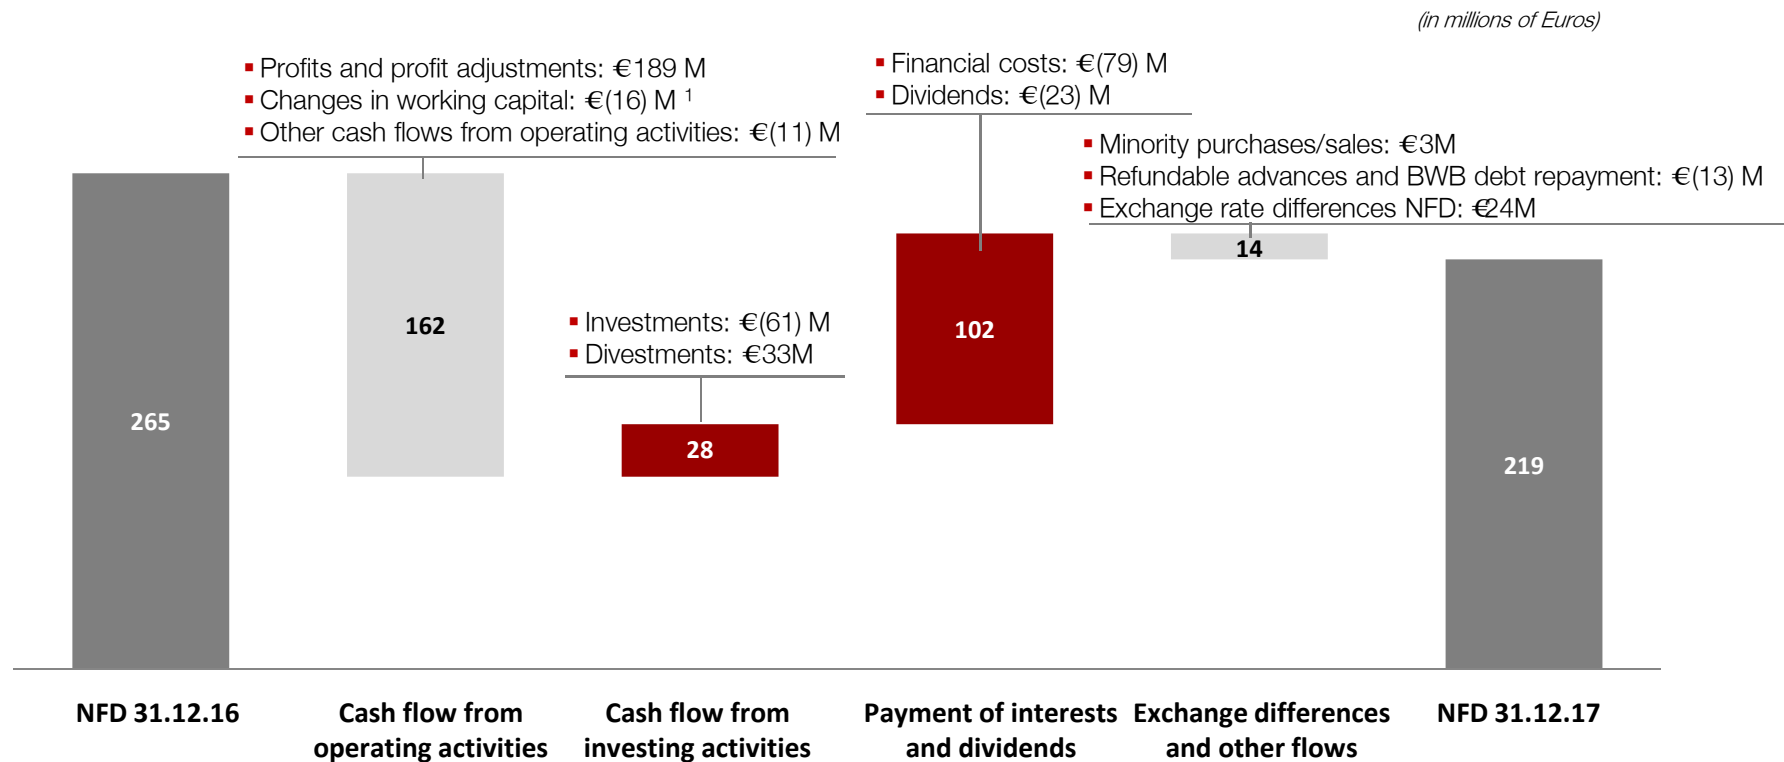 (in millions of Euros)
▪ Profits and profit adjustments: €189 M
▪ Changes in working capital: €(16) M ¹
▪ Other cash flows from operating activities: €(11) M
▪ Financial costs: €(79) M
▪ Dividends: €(23) M
▪ Minority purchases/sales: €3M
▪ Refundable advances and BWB debt repayment: €(13) M
▪ Exchange rate differences NFD: €24M
▪ Investments: €(61) M
▪ Divestments: €33M
265
162
28
102
14
219
NFD 31.12.16
Cash flow from
operating activities
Cash flow from
investing activities
Payment of interests
and dividends
Exchange differences
and other flows
NFD 31.12.17